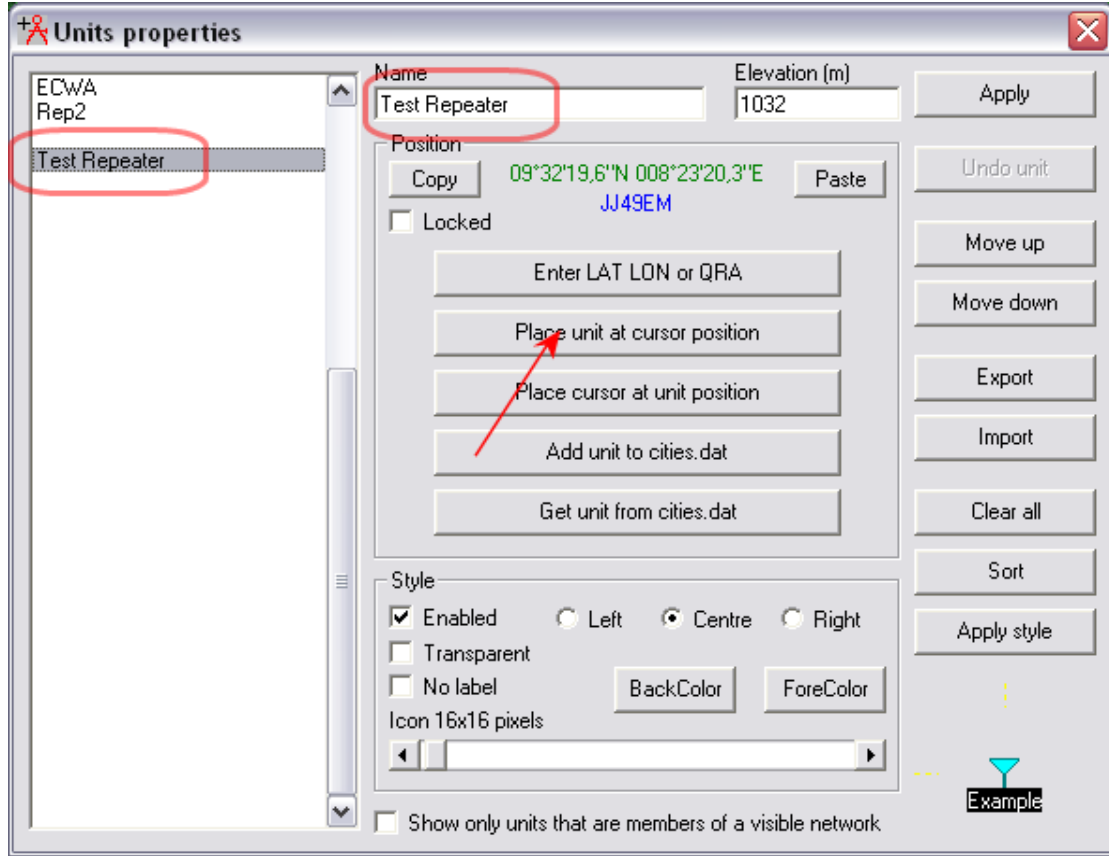 Units properties
ECWA
Rep2
Test Repeater
Name
Test Repeater
Elevation (m)
1032
Position
Copy
09°32'19,6''N 008°23'20,3''E
JJ49EM
Paste
Locked
Enter LAT LON or QRA
Place unit at cursor position
Place cursor at unit position
Add unit to cities.dat
Get unit from cities.dat
Style
Enabled
Left
Centre
Right
Transparent
No label
BackColor
ForeColor
Icon 16x16 pixels
Show only units that are members of a visible network
Apply
Undo unit
Move up
Move down
Export
Import
Clear all
Sort
Apply style
Example